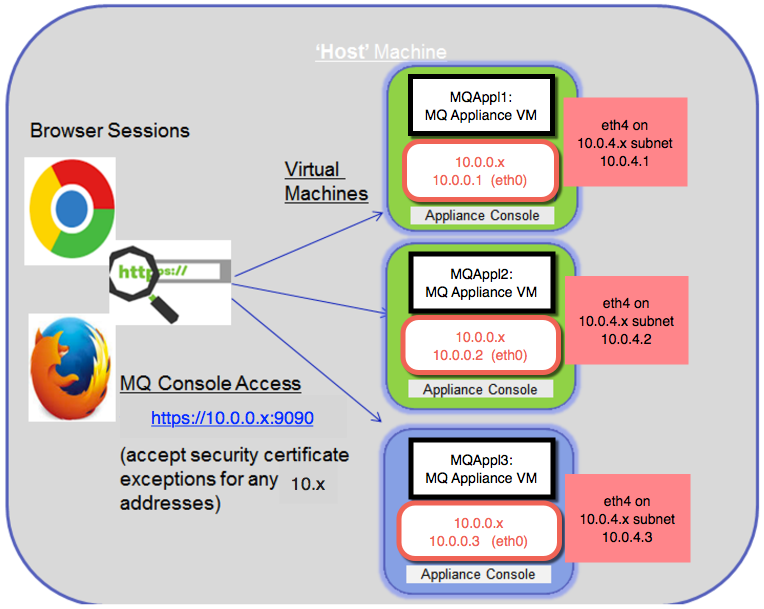 ‘Host’ Machine
Browser Sessions
https://
Virtual
Machines
MQAppl1:
MQ Appliance VM
10.0.0.x
10.0.0.1 (eth0)
Appliance Console
eth4 on
10.0.4.x subnet
10.0.4.1
MQAppl2:
MQ Appliance VM
10.0.0.x
10.0.0.2 (eth0)
Appliance Console
eth4 on
10.0.4.x subnet
10.0.4.2
MQ Console Access
https://10.0.0.x:9090
(accept security certificate
exceptions for any 10.x
addresses)
MQAppl3:
MQ Appliance VM
10.0.0.x
10.0.0.3 (eth0)
Appliance Console
eth4 on
10.0.4.x subnet
10.0.4.3